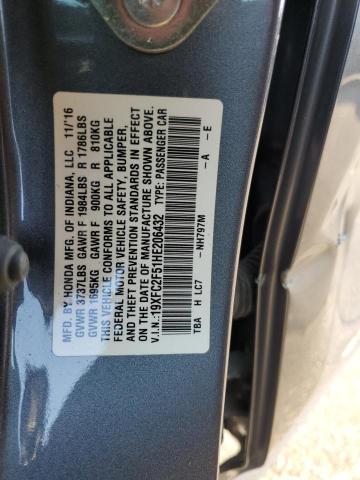 MFD. BY HONDA MFG. OF INDIANA, LLC 11/'16
GVWR 3737LBS GAWR F 1984LBS R 1786LBS
GVWR 1695KG GAWR F 900KG R 810KG
THIS VEHICLE CONFORMS TO ALL APPLICABLE
FEDERAL MOTOR VEHICLE SAFETY, BUMPER,
AND THEFT PREVENTION STANDARDS IN EFFECT
ON THE DATE OF MANUFACTURE SHOWN ABOVE.
V.I.N.:19XFC2F51HE206432 TYPE: PASSENGER CAR
NH797M - A - E
TBA H LC7